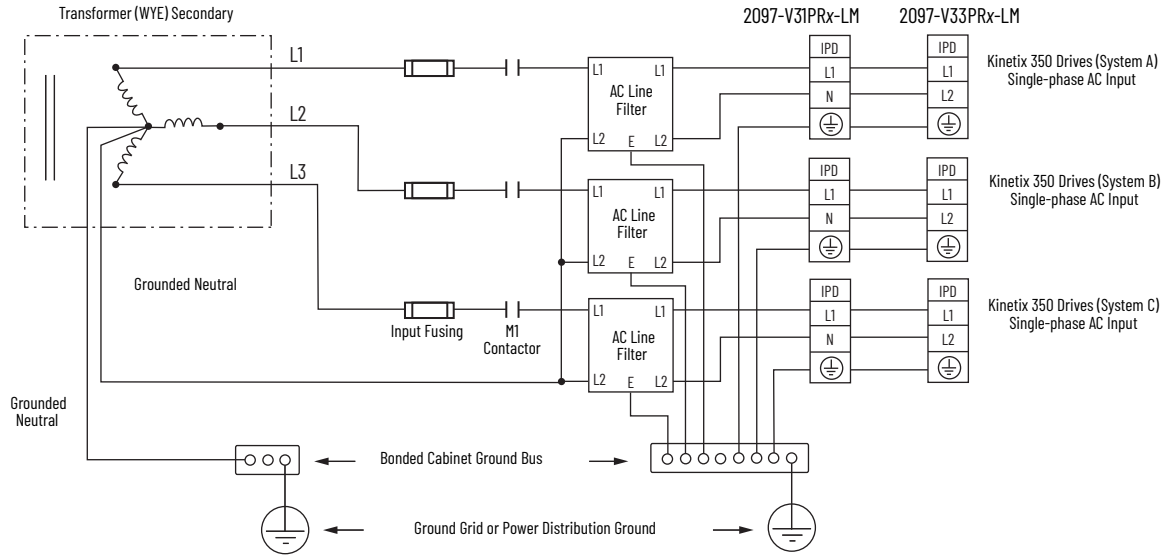 Transformer (WYE) Secondary
2097-V31PRx-LM
2097-V33PRx-LM
L1
L2
L3
L1
L1
AC Line
Filter
L2
E
L2
IPD
L1
N
IPD
L1
L2
Kinetix 350 Drives (System A)
Single-phase AC Input
L1
L1
AC Line
Filter
L2
E
L2
IPD
L1
N
IPD
L1
L2
Kinetix 350 Drives (System B)
Single-phase AC Input
Grounded Neutral
Input Fusing
M1
Contactor
L1
L1
AC Line
Filter
L2
E
L2
IPD
L1
N
IPD
L1
L2
Kinetix 350 Drives (System C)
Single-phase AC Input
Grounded
Neutral
Bonded Cabinet Ground Bus
Ground Grid or Power Distribution Ground